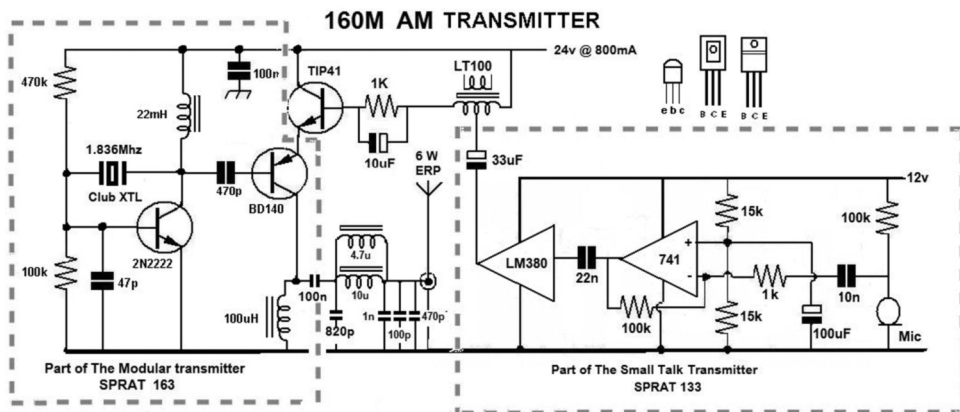 160M AM TRANSMITTER
24v @ 800mA
470k
100n
TIP41
1K
LT100
22mH
10uF
e b c
B C E
B C E
1.836Mhz
Club XTL
470p
BD140
6 W
ERP
33uF
12v
15k
100k
LM380
22n
741
+
-
1k
10n
100k
2N2222
47p
4.7u
10u
100k
15k
100uF
Mic
100uH
100n
820p
1n
100p
470p
Part of The Modular transmitter
SPRAT 163
Part of The Small Talk Transmitter
SPRAT 133